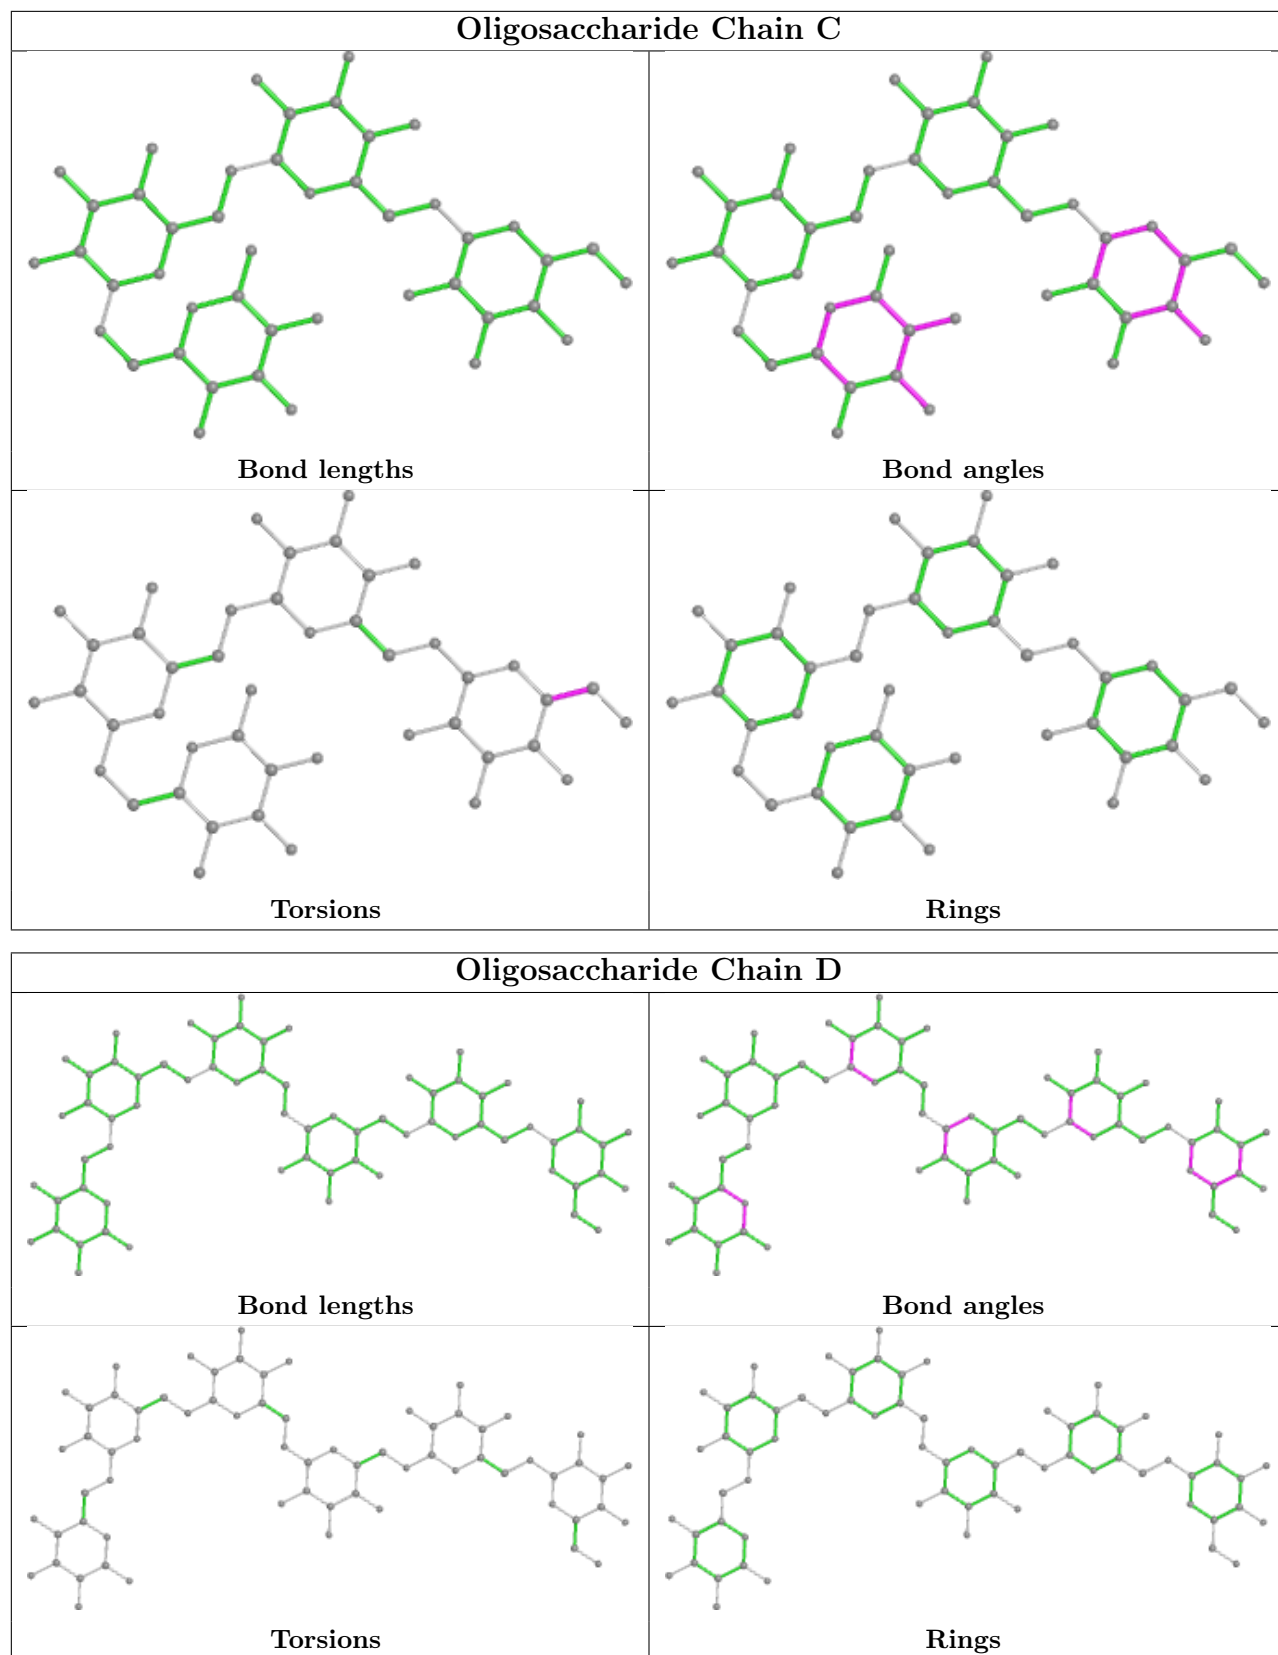 Oligosaccharide Chain C
Bond lengths
Bond angles
Torsions
Rings
Oligosaccharide Chain D
Bond lengths
Bond angles
Torsions
Rings